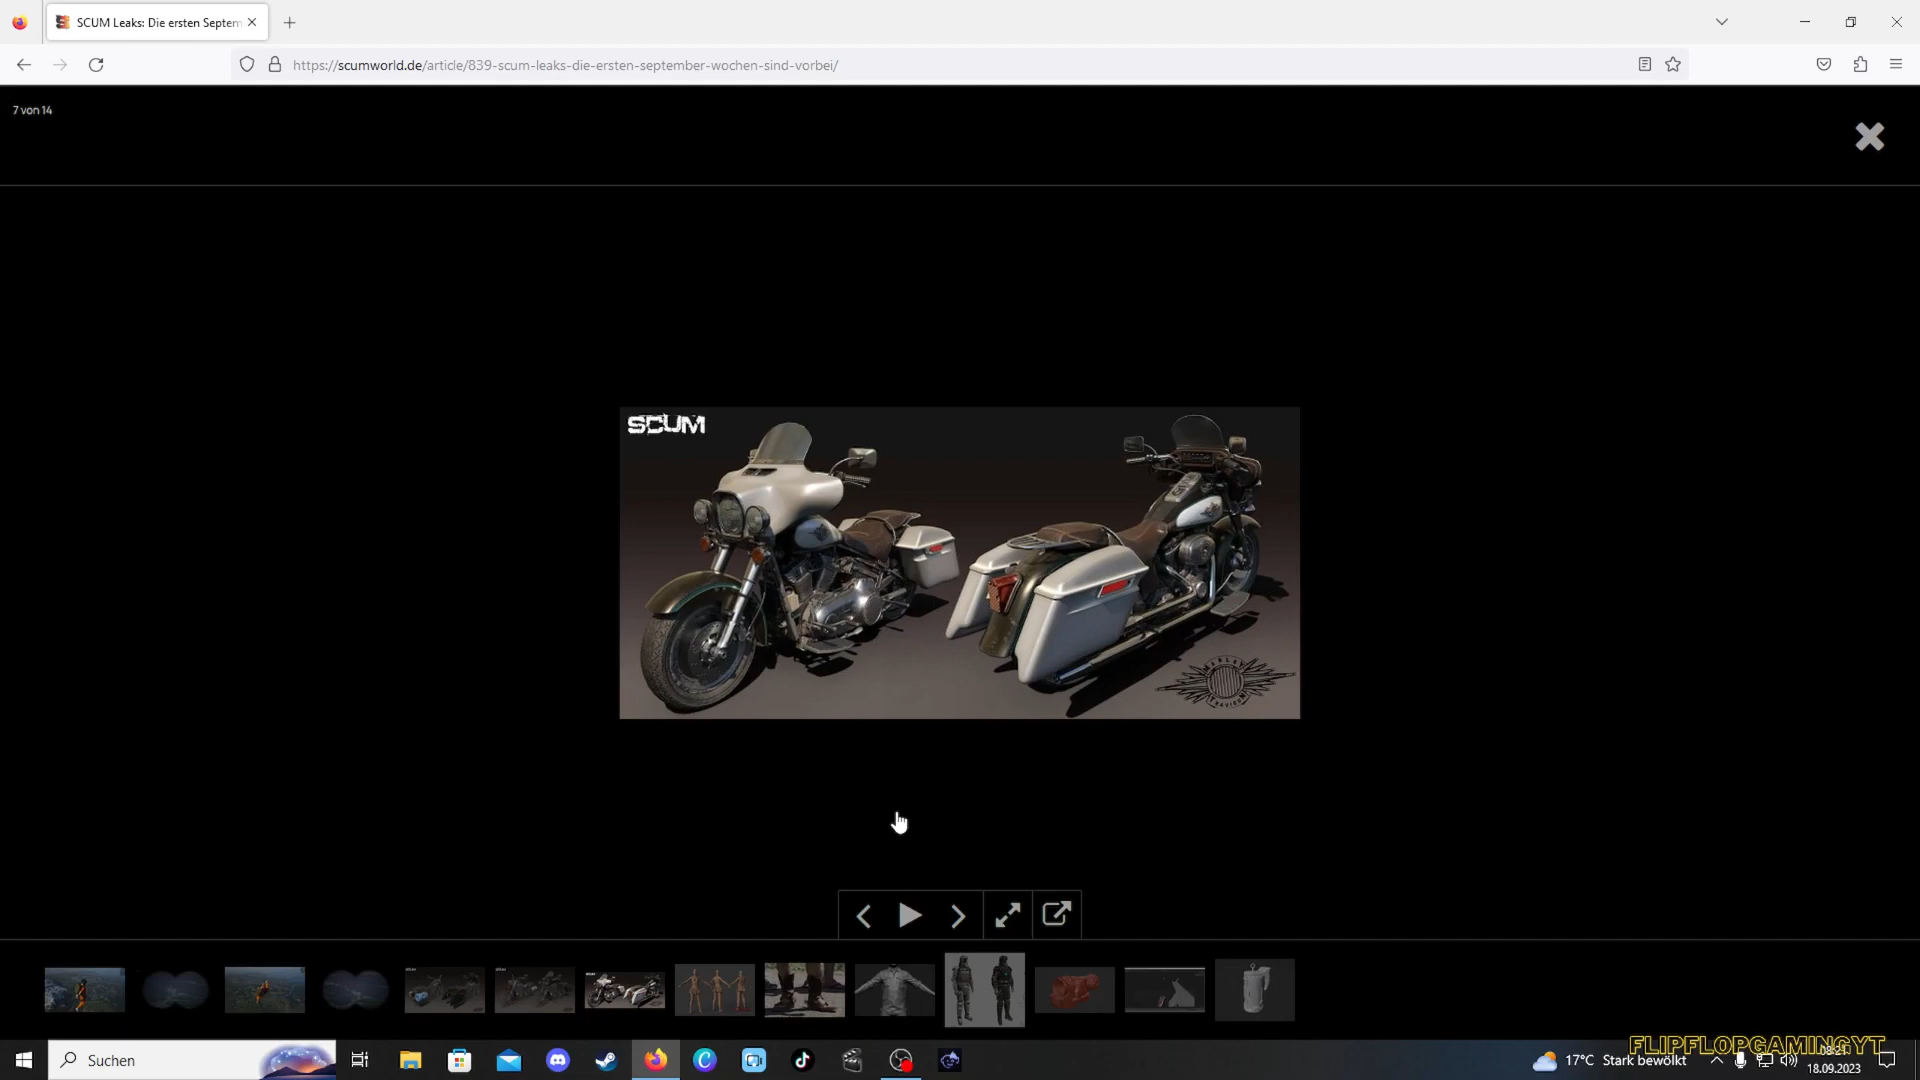 SCUM Leaks: Die ersten Septem
https://scumworld.de/article/839-scum-leaks-die-ersten-september-wochen-sind-vorbei/
7 von 14
SCUM
Suchen
17°C Stark bewölkt
FLIPFLOPGAMINGYT
18.09.2023